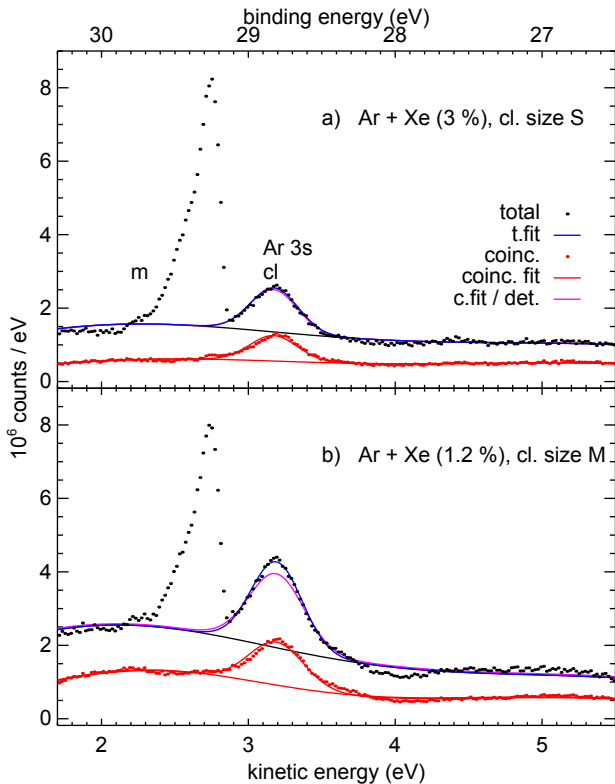 binding energy (eV)
30 29 28 27
8
6
4
2
0
a) Ar + Xe (3 %), cl. size S
total
t.fit
coinc.
coinc. fit
c.fit / det.
Ar 3s
m cl
10⁶ counts / eV
8
6
4
2
0
b) Ar + Xe (1.2 %), cl. size M
2 3 4 5
kinetic energy (eV)